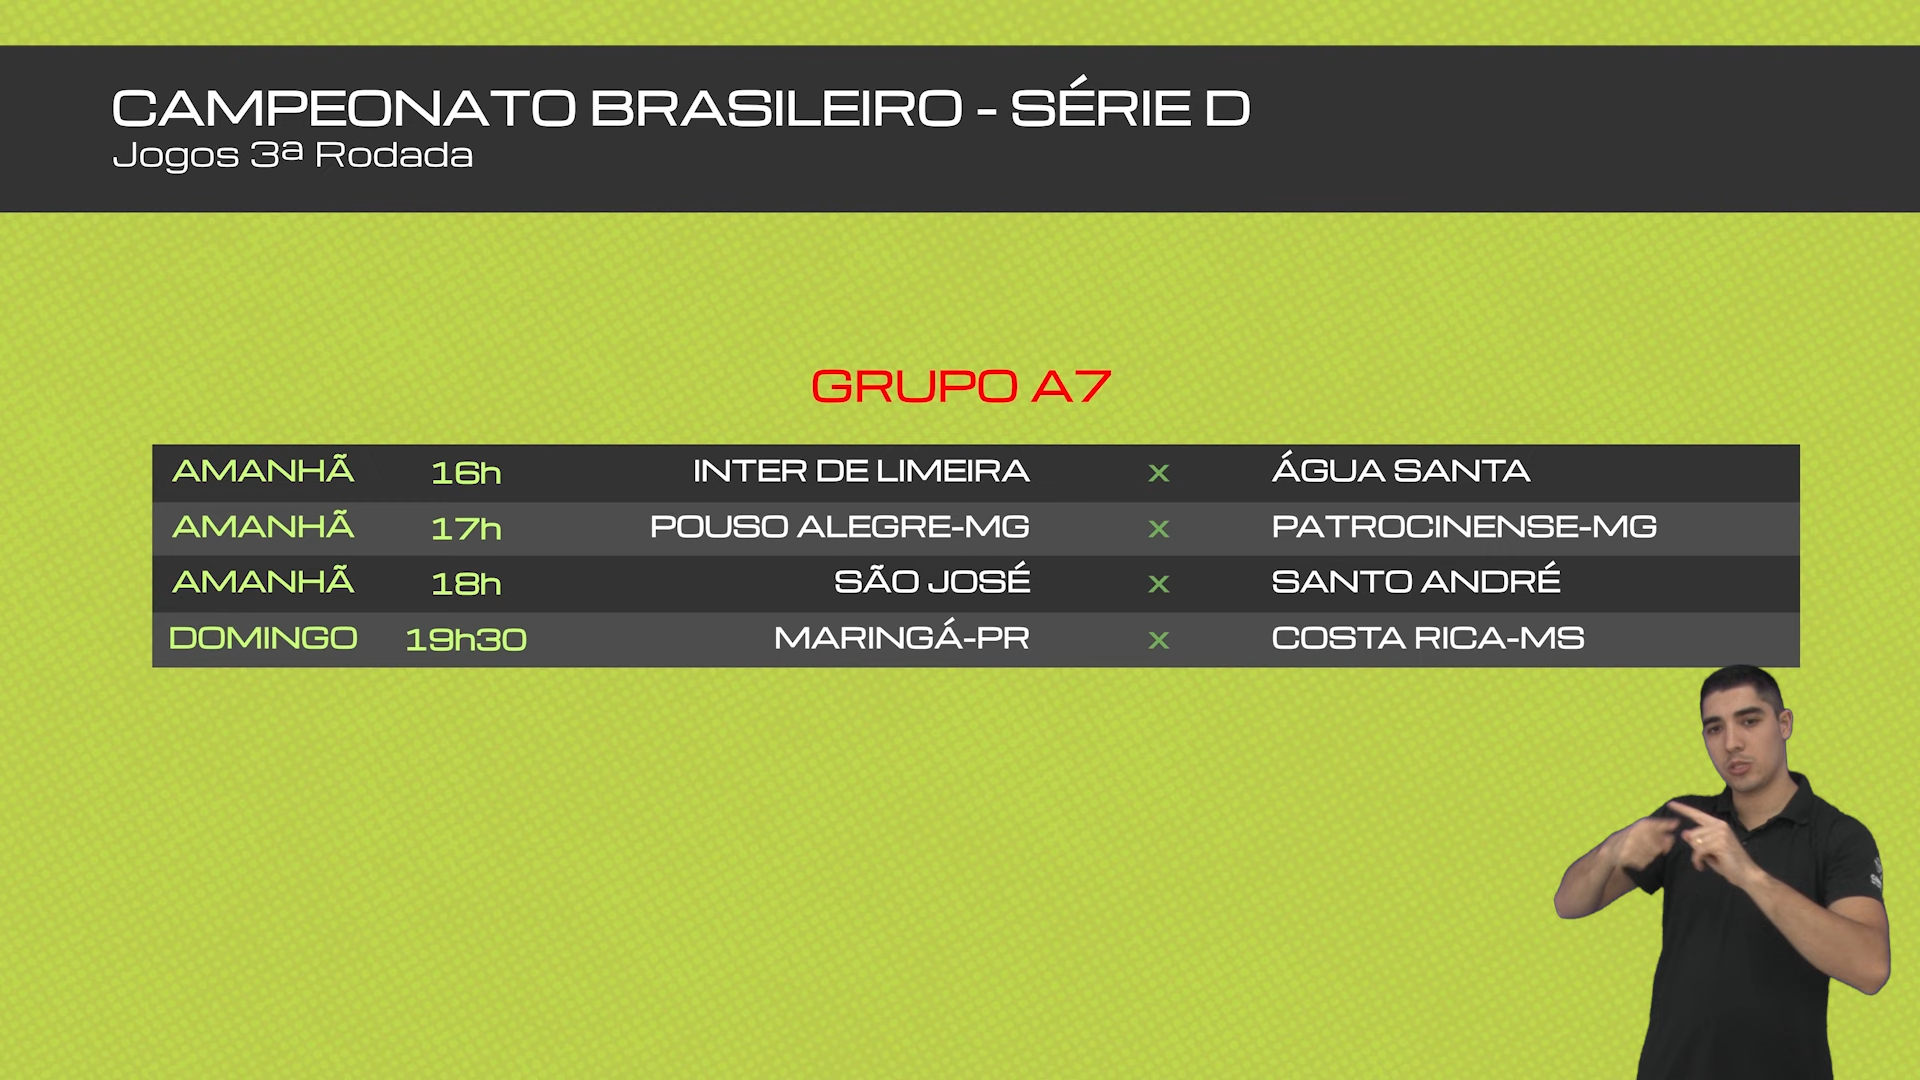 CAMPEONATO BRASILEIRO - SÉRIE D
Jogos 3ª Rodada
GRUPO A7
AMANHÃ 16h INTER DE LIMEIRA x ÁGUA SANTA
AMANHÃ 17h POUSO ALEGRE-MG x PATROCINENSE-MG
AMANHÃ 18h SÃO JOSÉ x SANTO ANDRÉ
DOMINGO 19h30 MARINGÁ-PR x COSTA RICA-MS